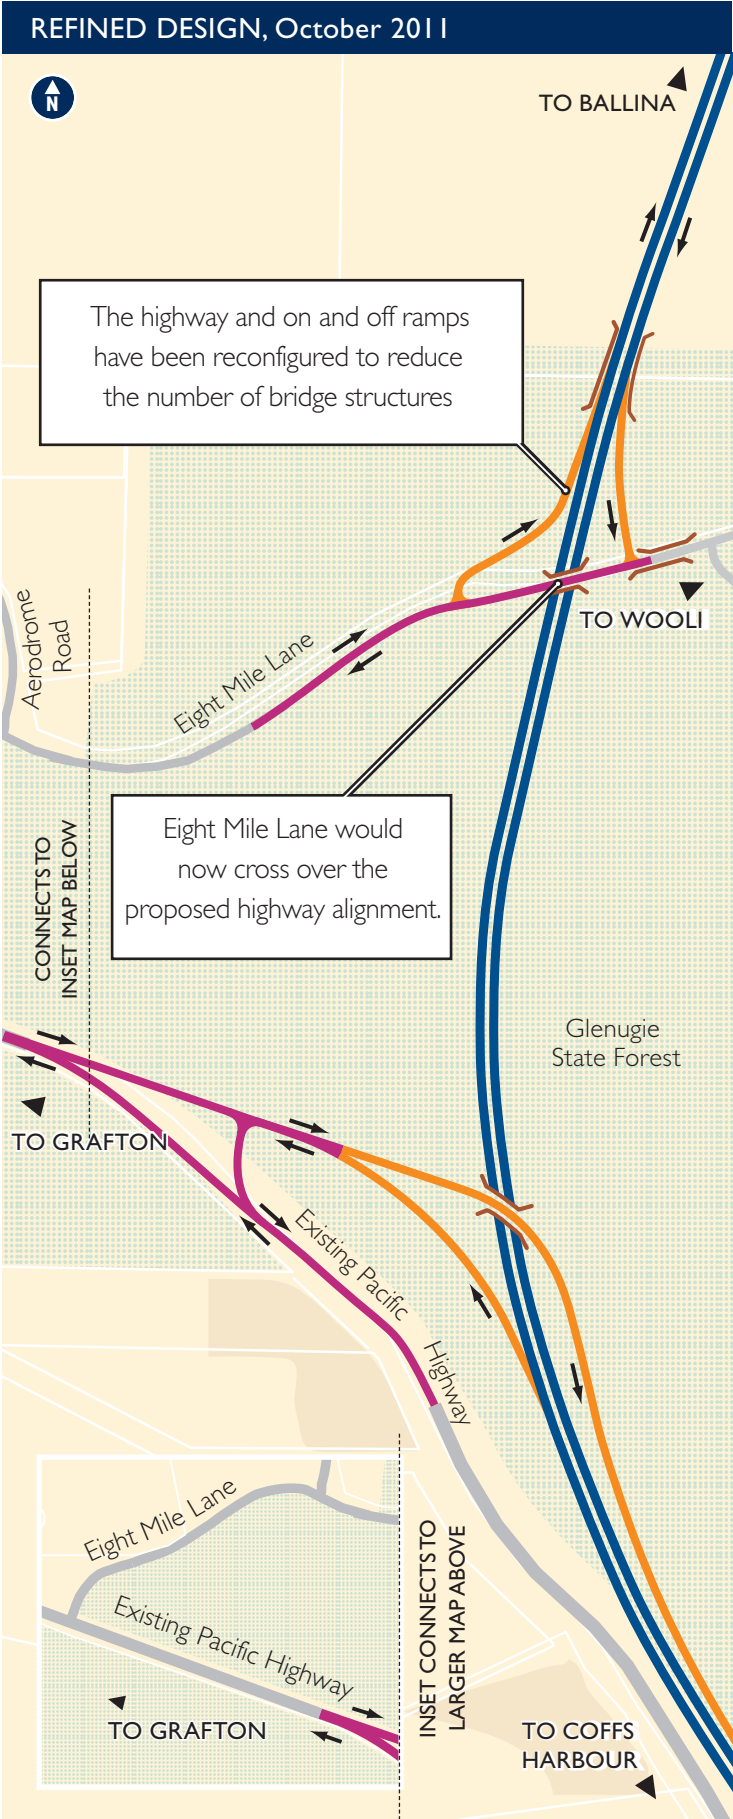 REFINED DESIGN, October 2011
N
TO BALLINA
The highway and on and off ramps
have been reconfigured to reduce
the number of bridge structures
TO WOOLI
Aerodrome
Road
Eight Mile Lane
Eight Mile Lane would
now cross over the
proposed highway alignment.
CONNECTS TO
INSET MAP BELOW
Glenugie
State Forest
TO GRAFTON
Existing Pacific
Highway
Eight Mile Lane
Existing Pacific Highway
TO GRAFTON
INSET CONNECTS TO
LARGER MAP ABOVE
TO COFFS
HARBOUR